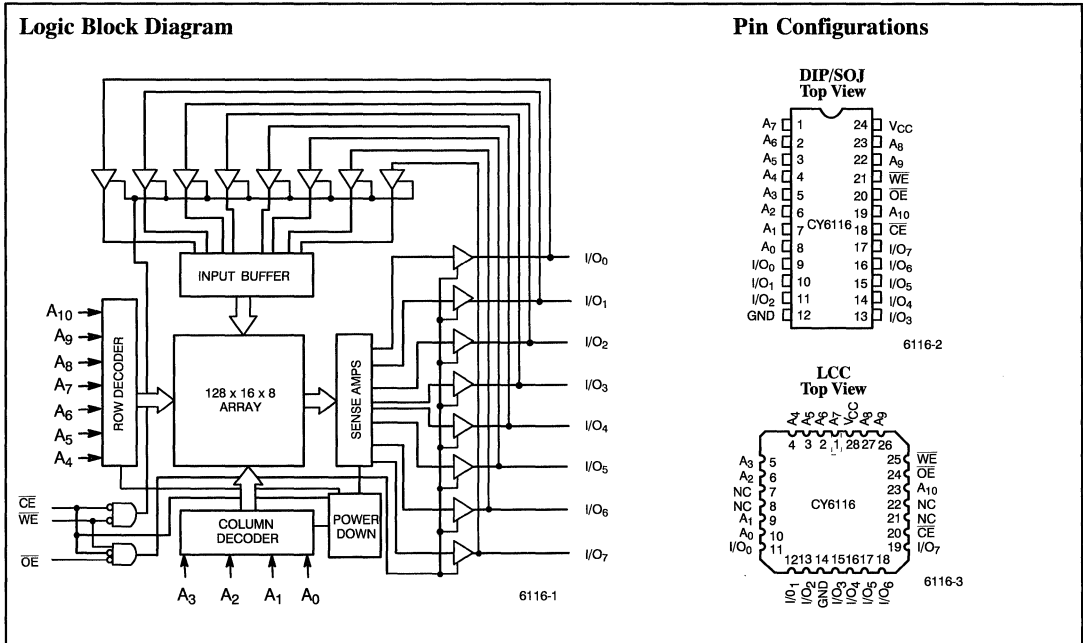 Logic Block Diagram
INPUT BUFFER
A10
A9
A8
A7
A6
A5
A4
ROW DECODER
128 x 16 x 8
ARRAY
SENSE AMPS
I/O0
I/O1
I/O2
I/O3
I/O4
I/O5
I/O6
I/O7
CE
WE
OE
COLUMN
DECODER
POWER
DOWN
A3 A2 A1 A0
6116-1
Pin Configurations
DIP/SOJ
Top View
A7 1 24 VCC
A6 2 23 A8
A5 3 22 A9
A4 4 21 WE
A3 5 20 OE
A2 6 19 A10
A1 7 CY6116 18 CE
A0 8 17 I/O7
I/O0 9 16 I/O6
I/O1 10 15 I/O5
I/O2 11 14 I/O4
GND 12 13 I/O3
6116-2
LCC
Top View
A4 A5 A6 A7 VCC A8 A9
4 3 2 1 28 27 26
A3 5 25 WE
A2 6 24 OE
NC 7 23 A10
NC 8 CY6116 22 NC
A1 9 21 NC
A0 10 20 CE
I/O0 11 19 I/O7
12 13 14 15 16 17 18
I/O1 I/O2 GND I/O3 I/O4 I/O5 I/O6
6116-3